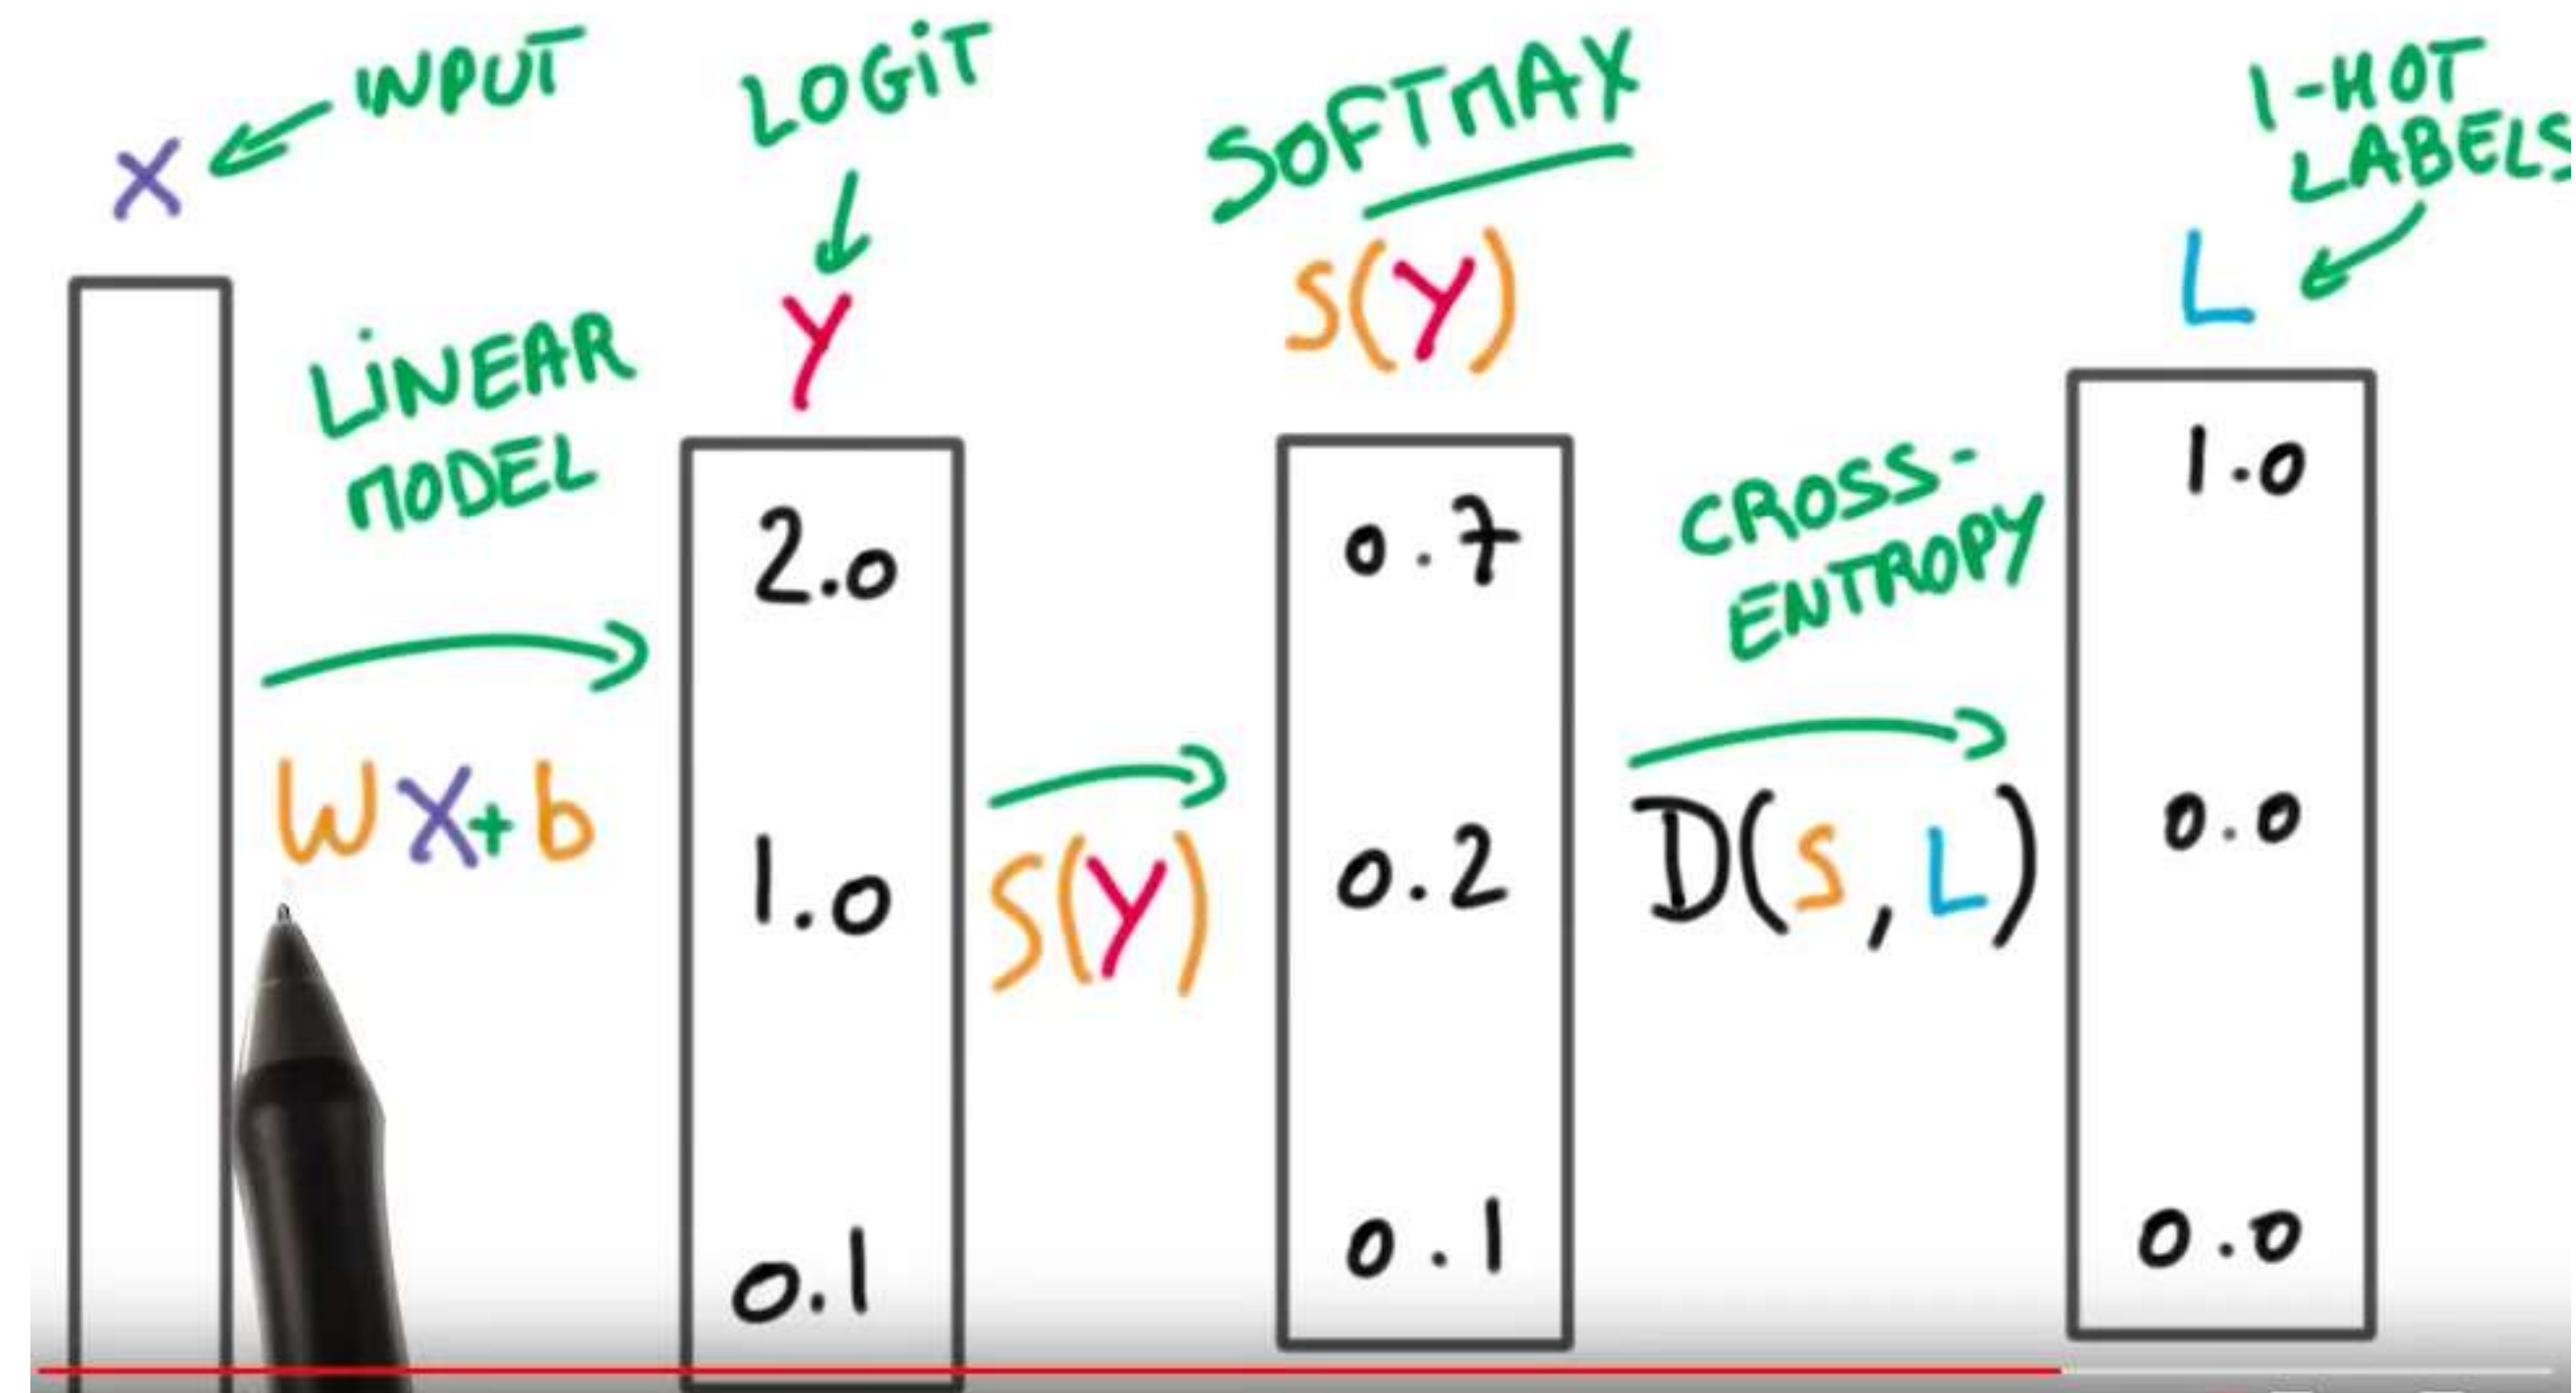 INPUT
X
LOGiT
Y
SOFTMAX
S(Y)
1-HOT
LABELS
L
LiNEAR
MODEL
WX+b
2.0
1.0
0.1
S(Y)
0.7
0.2
0.1
CROSS-
ENTROPY
D(S,L)
1.0
0.0
0.0